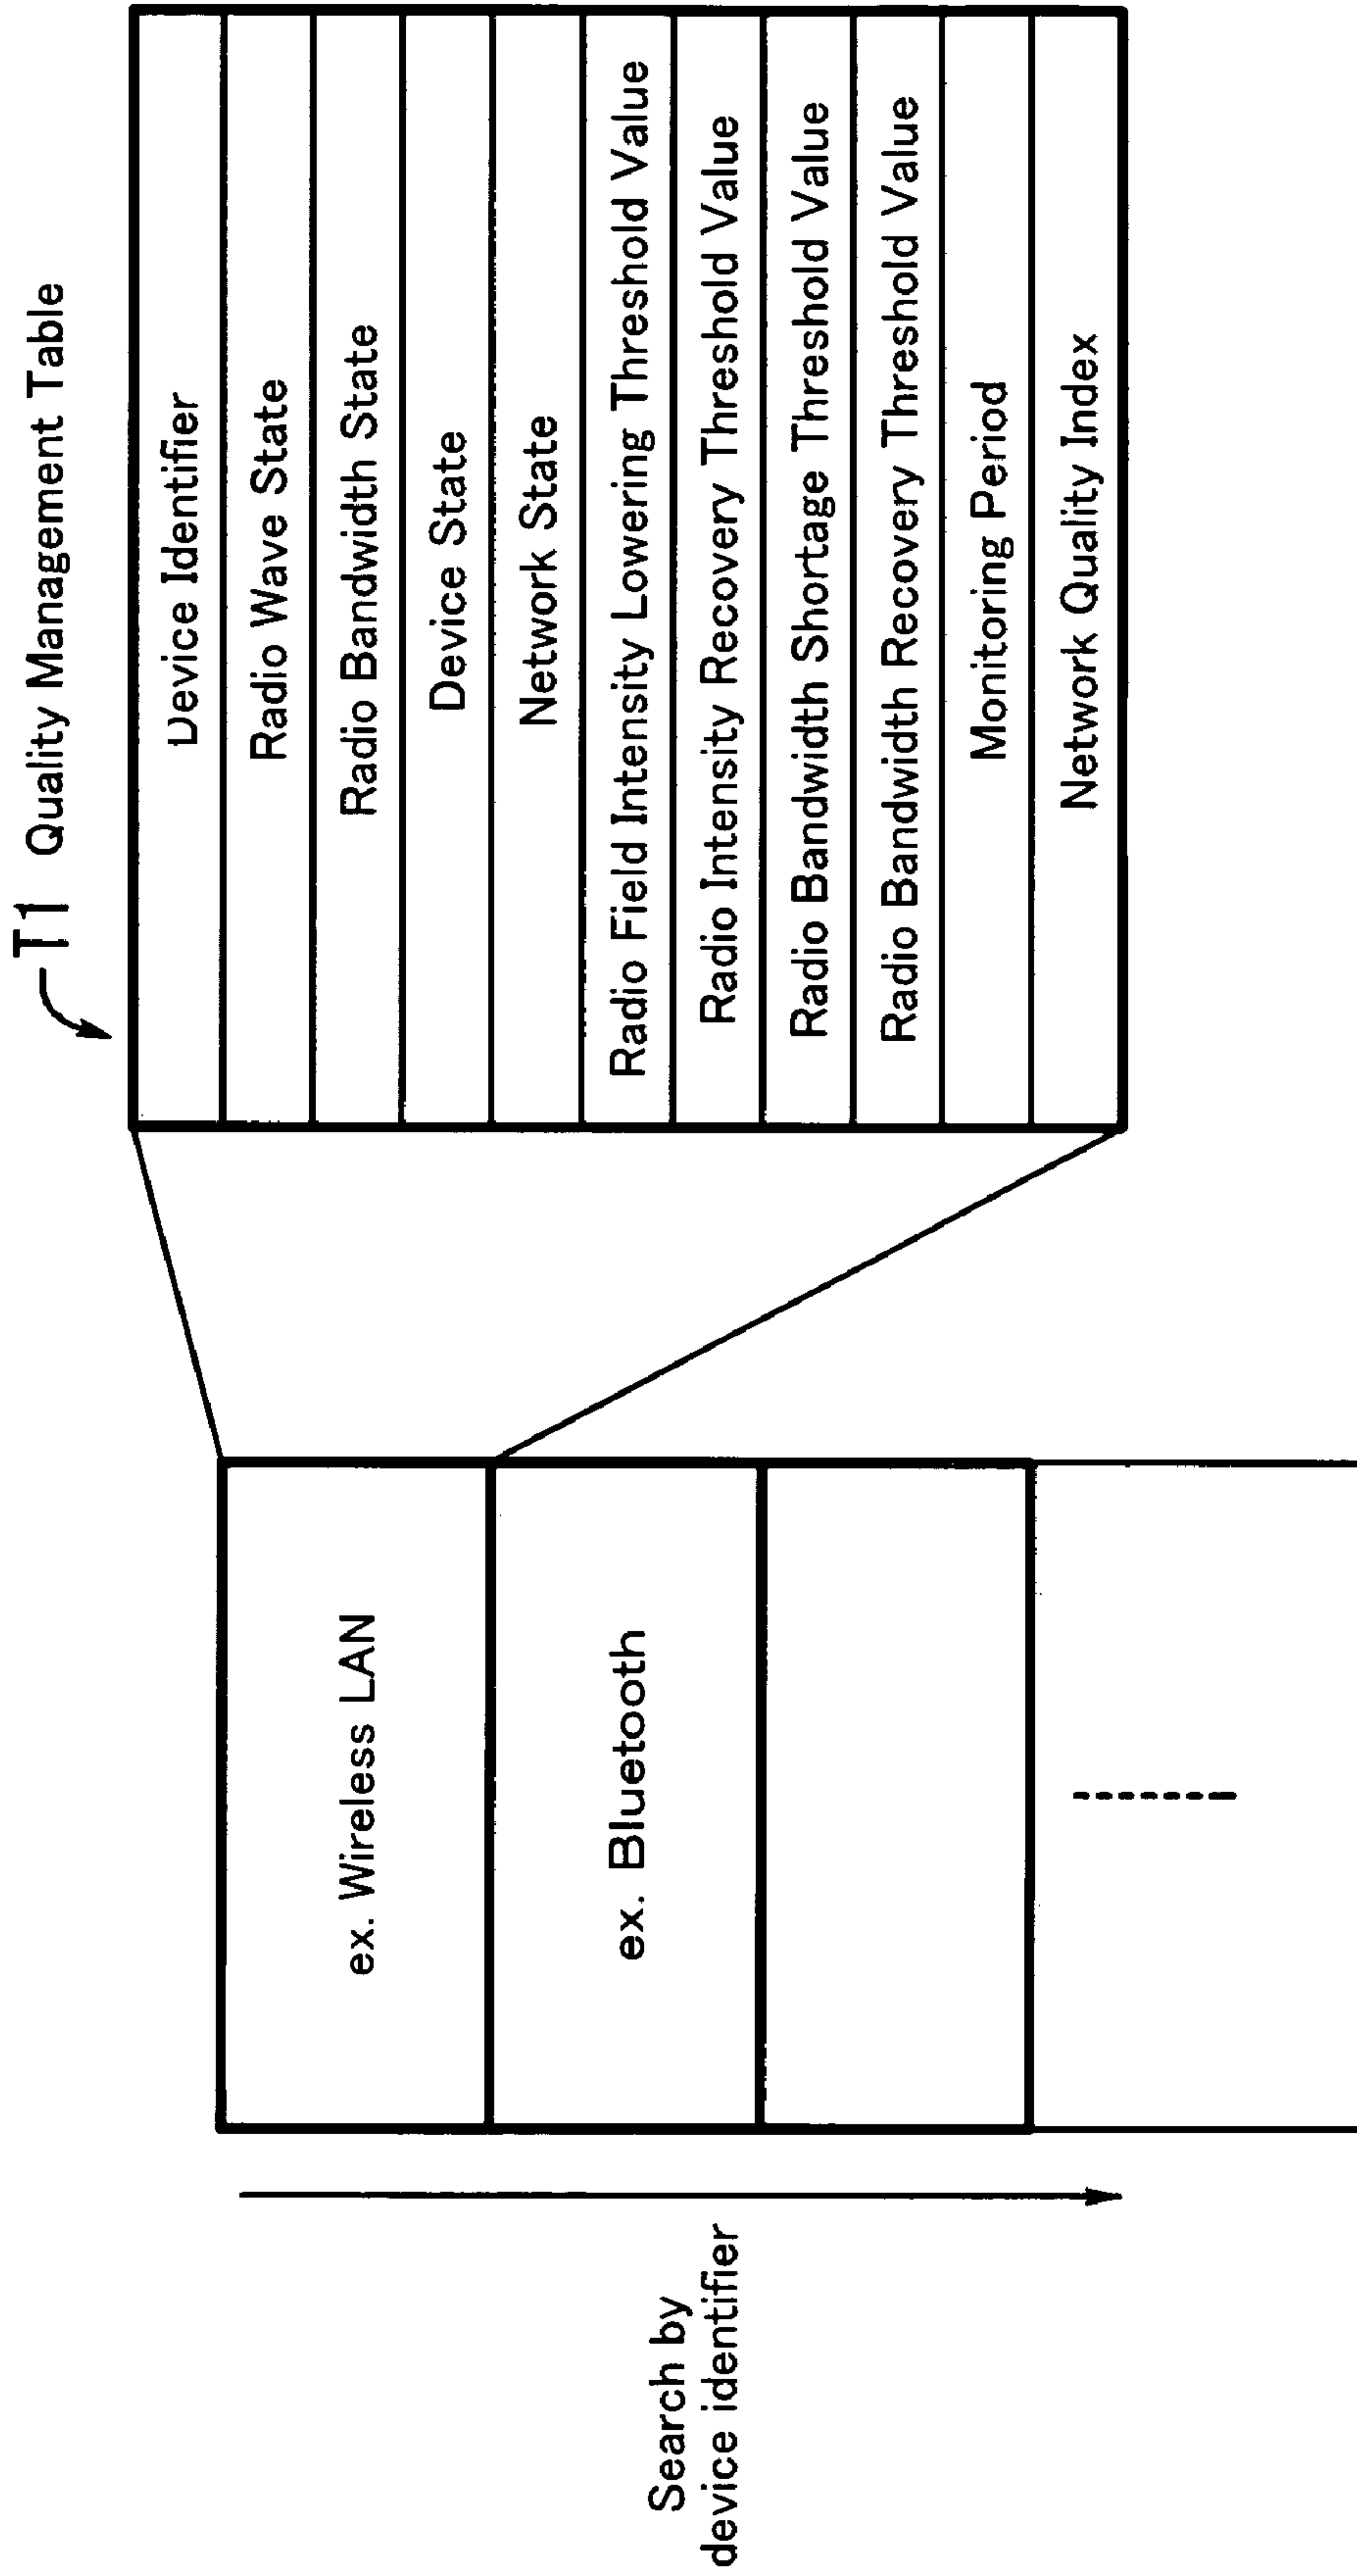 T1 Quality Management Table
Device Identifier
Radio Wave State
Radio Bandwidth State
Device State
Network State
Radio Field Intensity Lowering Threshold Value
Radio Intensity Recovery Threshold Value
Radio Bandwidth Shortage Threshold Value
Radio Bandwidth Recovery Threshold Value
Monitoring Period
Network Quality Index
ex. Wireless LAN
ex. Bluetooth
Search by
device identifier